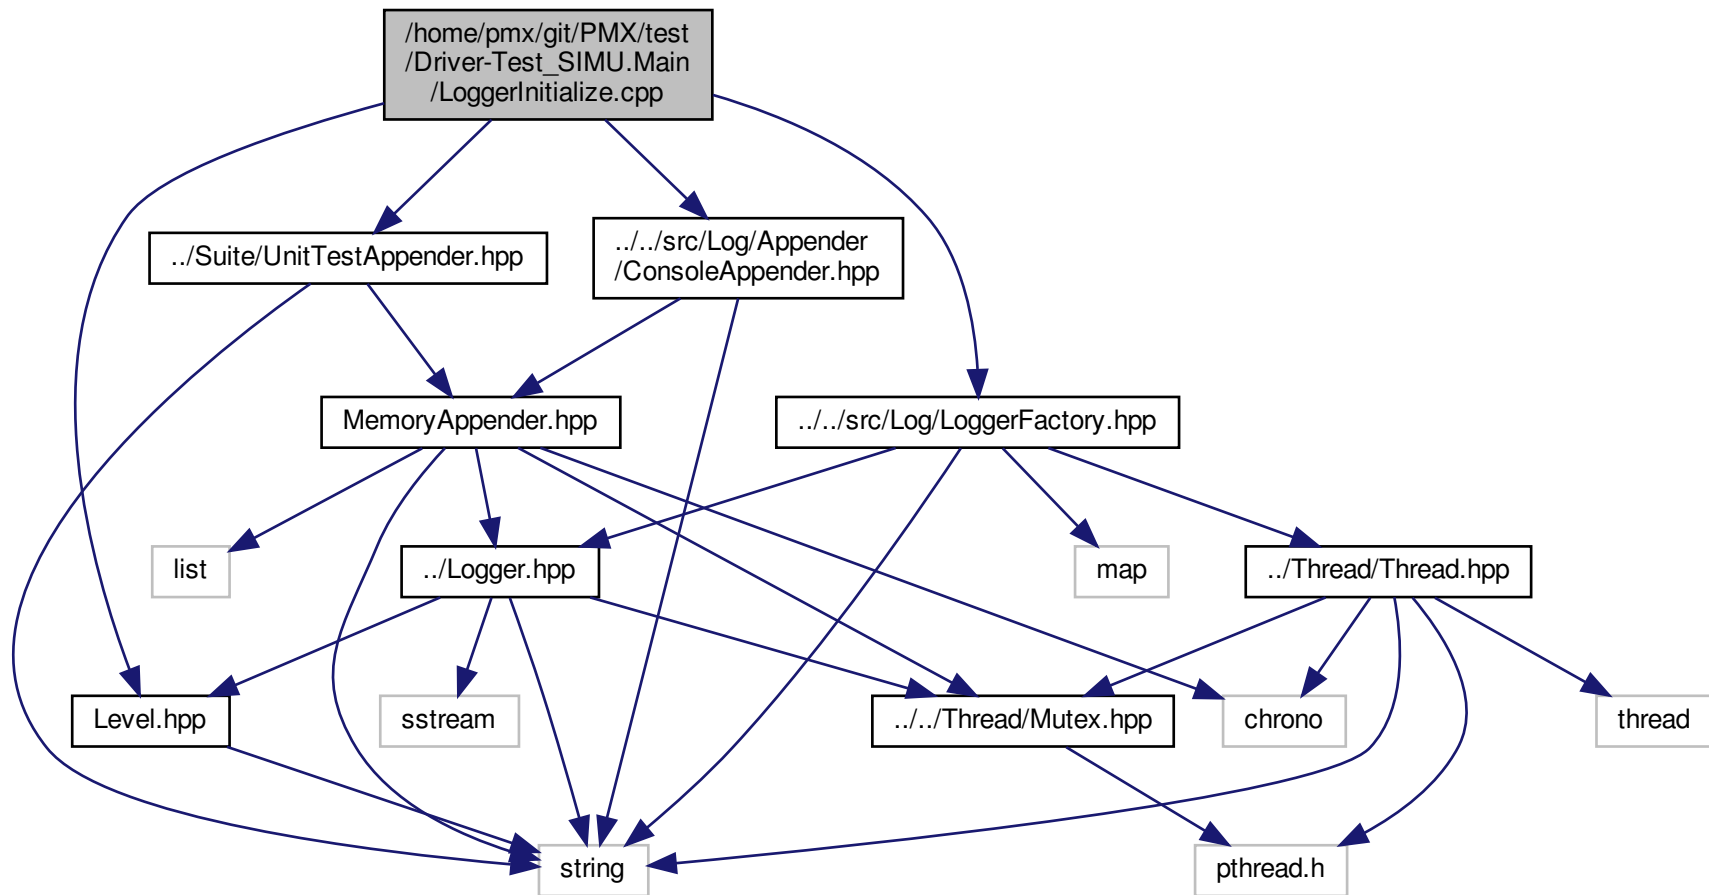 /home/pmx/git/PMX/test
/Driver-Test_SIMU.Main
/LoggerInitialize.cpp
../Suite/UnitTestAppender.hpp
../../src/Log/Appender
/ConsoleAppender.hpp
MemoryAppender.hpp
../../src/Log/LoggerFactory.hpp
list
../Logger.hpp
map
../Thread/Thread.hpp
Level.hpp
sstream
../../Thread/Mutex.hpp
chrono
thread
string
pthread.h